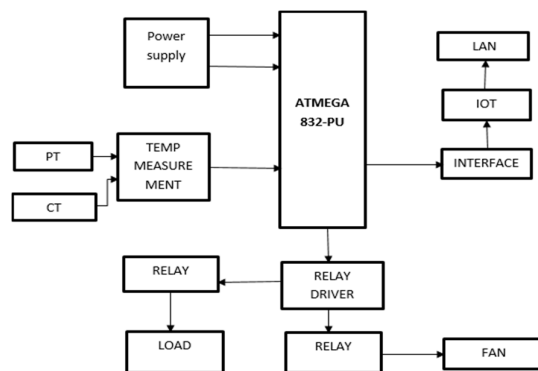 Power
supply
ATMEGA
832-PU
LAN
IOT
INTERFACE
PT
CT
TEMP
MEASURE
MENT
RELAY
RELAY
DRIVER
LOAD
RELAY
FAN